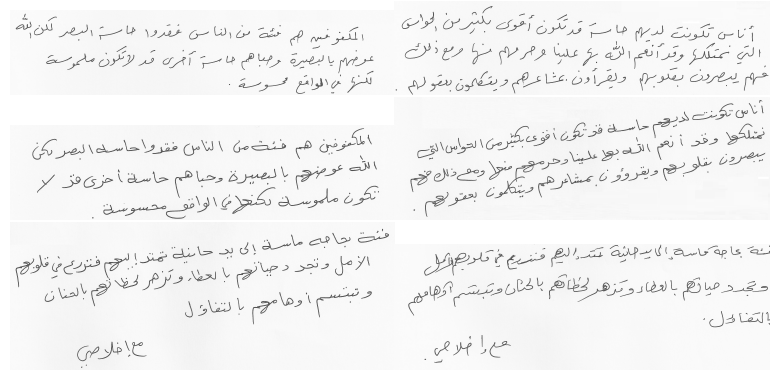 المكفوفين هم فئة من الناس فقدوا حاسة البصر لكن الله
عوضهم بالبصيرة وحباهم حاسة أخرى قد لا تكون ملموسة
لكنها في الواقع محسوسة .
أناس تكونت لديهم حاسة قد تكون أقوى بكثير من الحواس
التي نمتلكها وقد أنعم الله بها علينا وحرمهم منها ومع ذلك
فهم يبصرون بقلوبهم ويقرأون بمشاعرهم ويتكلمون بعقولهم .
المكفوفين هم فئة من الناس فقدوا حاسة البصر لكن
الله عوضهم بالبصيرة وحباهم حاسة أخرى قد لا
تكون ملموسة لكنها في الواقع محسوسة .
أناس تكونت لديهم حاسة قد تكون أقوى بكثير من الحواس التي
نمتلكها وقد أنعم الله بها علينا وحرمهم منها ومع ذلك فهم
يبصرون بقلوبهم ويقرؤون بمشاعرهم ويتكلمون بعقولهم .
فئة بحاجه ماسة إلى يد حانية تمتد إليهم فتزرع في قلوبهم
الأمل وتجدد حياتهم بالعطاء وتزهر لحظاتهم بالحنان
وتبتسم أوهامهم بالتفاؤل
مع إخلاصي
فئة بحاجة ماسة إلى يد حانية تمتد إليهم فتزرع في قلوبهم الأمل
وتجدد حياتهم بالعطاء وتزهر لحظاتهم بالحنان وتبتسم أوهامهم
بالتفاؤل .
مع إخلاصي .